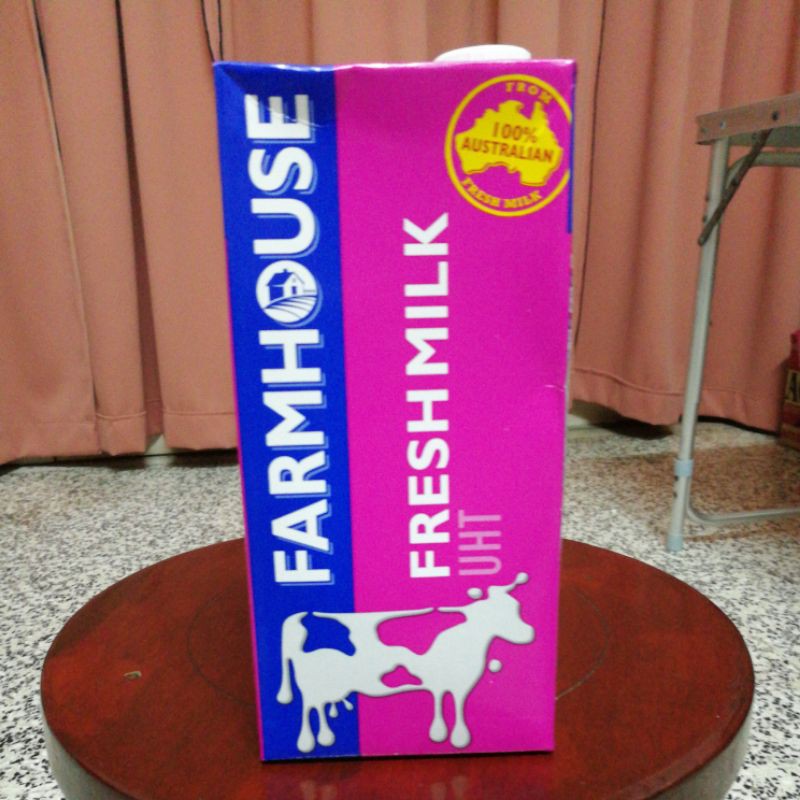 FARMHOUSE
FRESH MILK
UHT
FROM
100%
AUSTRALIAN
FRESH MILK